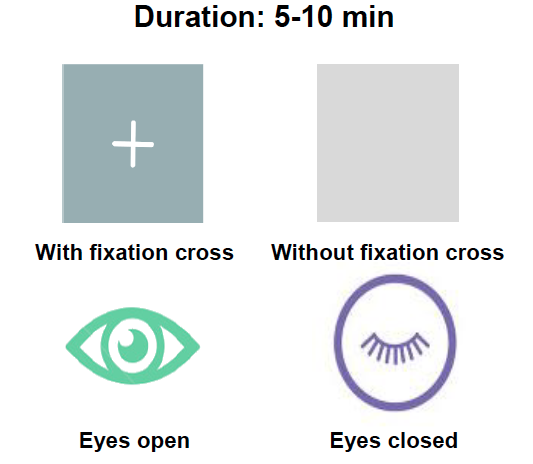 Duration: 5-10 min
With fixation cross
Without fixation cross
Eyes open
Eyes closed